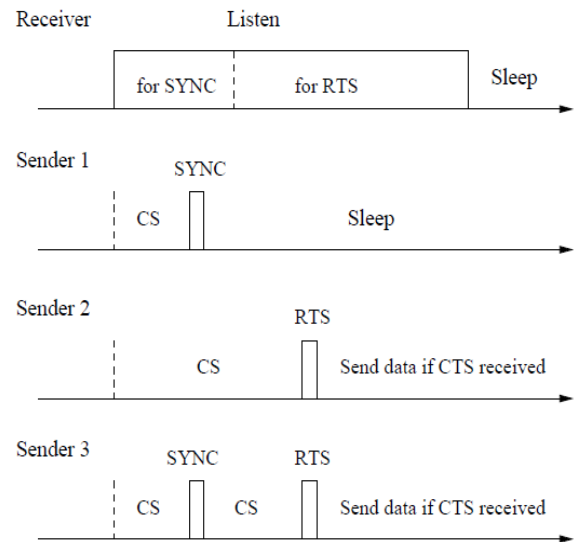 Receiver Listen
for SYNC for RTS Sleep
Sender 1
SYNC
CS Sleep
Sender 2
RTS
CS Send data if CTS received
Sender 3
SYNC RTS
CS CS Send data if CTS received